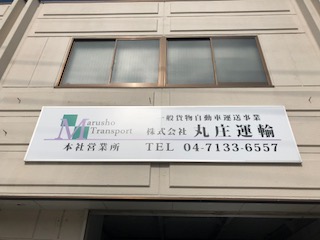 Marusho
Transport
一般貨物自動車運送事業
株式会社 丸庄運輸
本社営業所 TEL 04-7133-6557